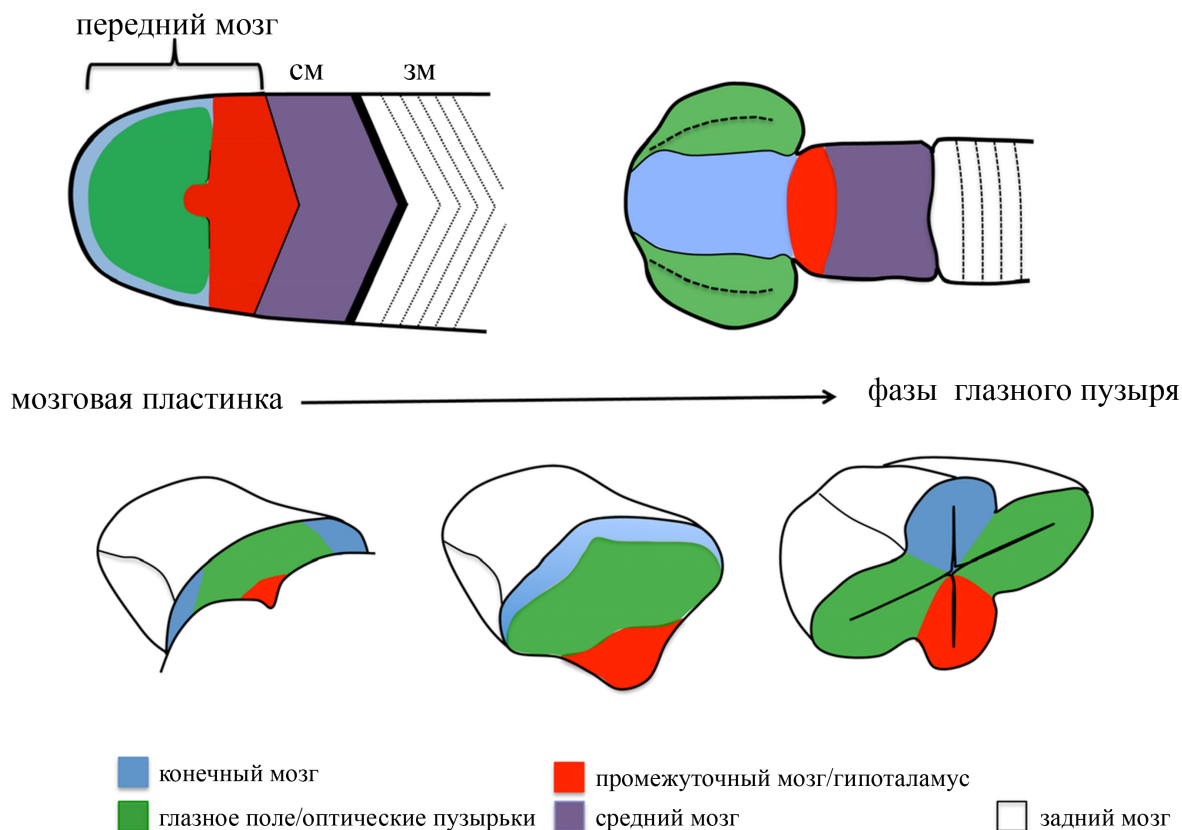 передний мозг
см
зм
мозговая пластинка
фазы глазного пузыря
конечный мозг
промежуточный мозг/гипоталамус
глазное поле/оптические пузырьки
средний мозг
задний мозг